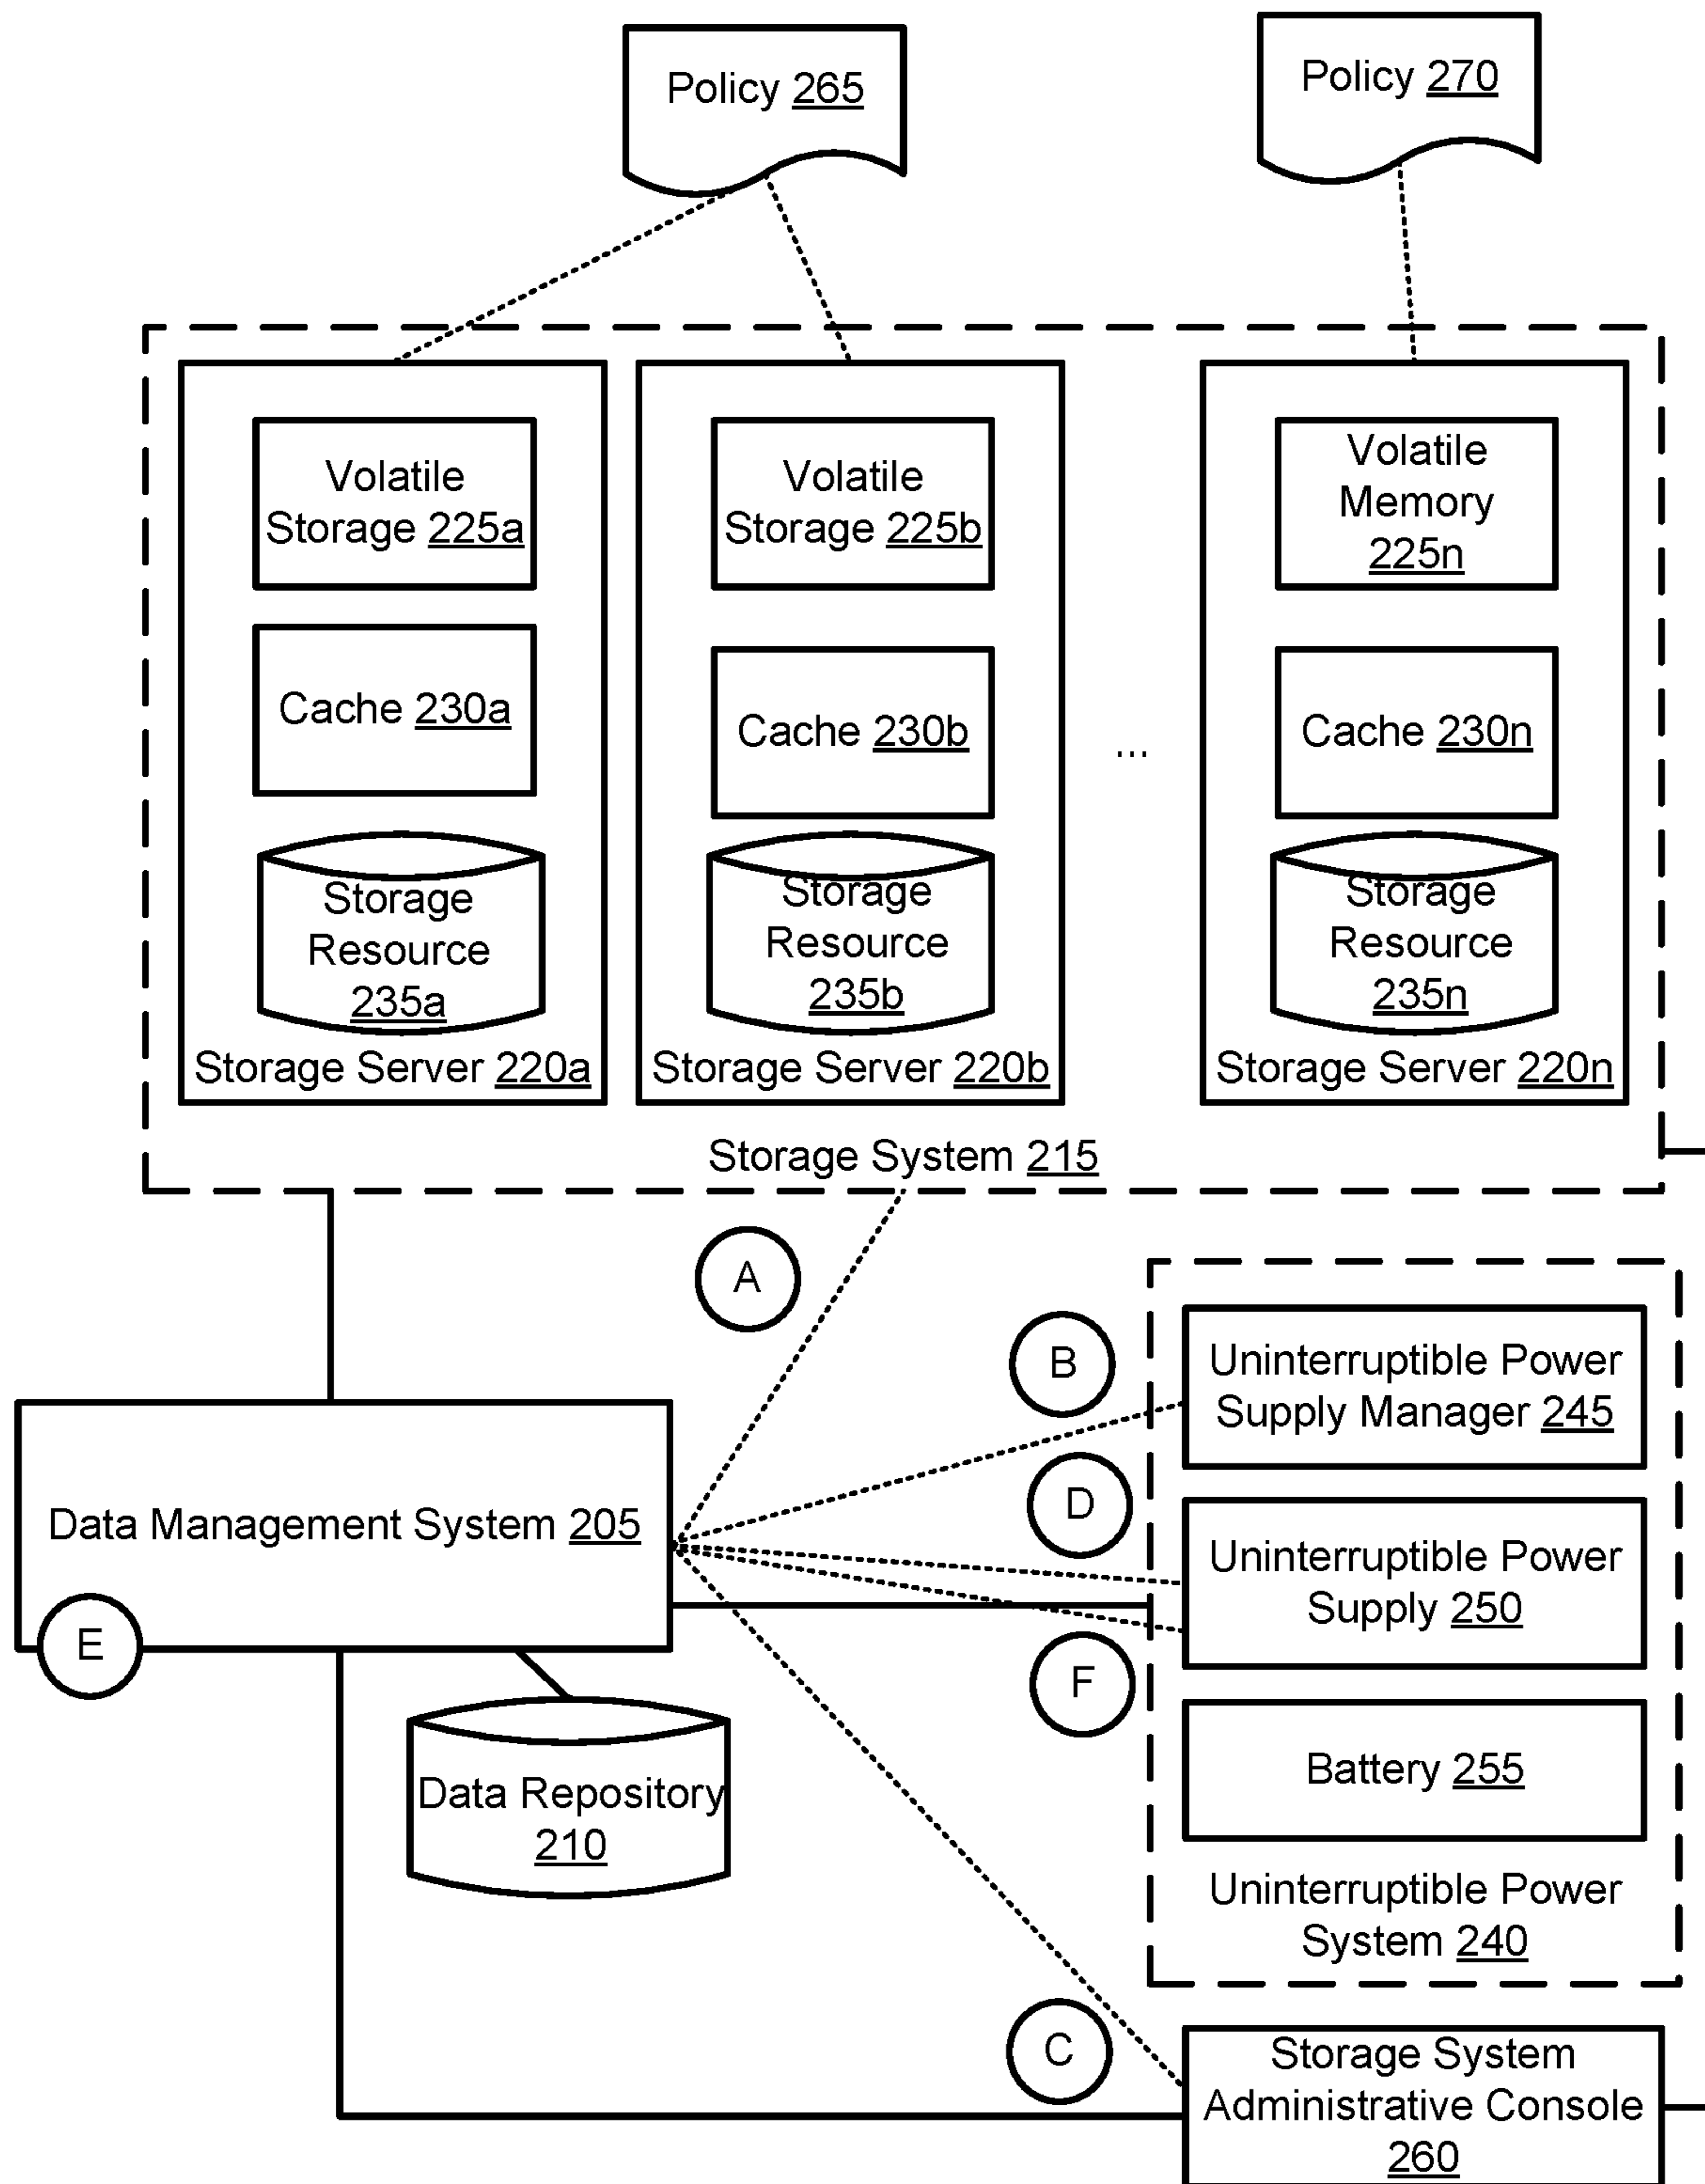 Policy 265
Policy 270
Volatile
Storage 225a
Volatile
Storage 225b
Volatile
Memory
225n
Cache 230a
Cache 230b
...
Cache 230n
Storage
Resource
235a
Storage
Resource
235b
Storage
Resource
235n
Storage Server 220a
Storage Server 220b
Storage Server 220n
Storage System 215
A
B
Uninterruptible Power
Supply Manager 245
D
Data Management System 205
Uninterruptible Power
Supply 250
E
F
Battery 255
Data Repository
210
Uninterruptible Power
System 240
C
Storage System
Administrative Console
260